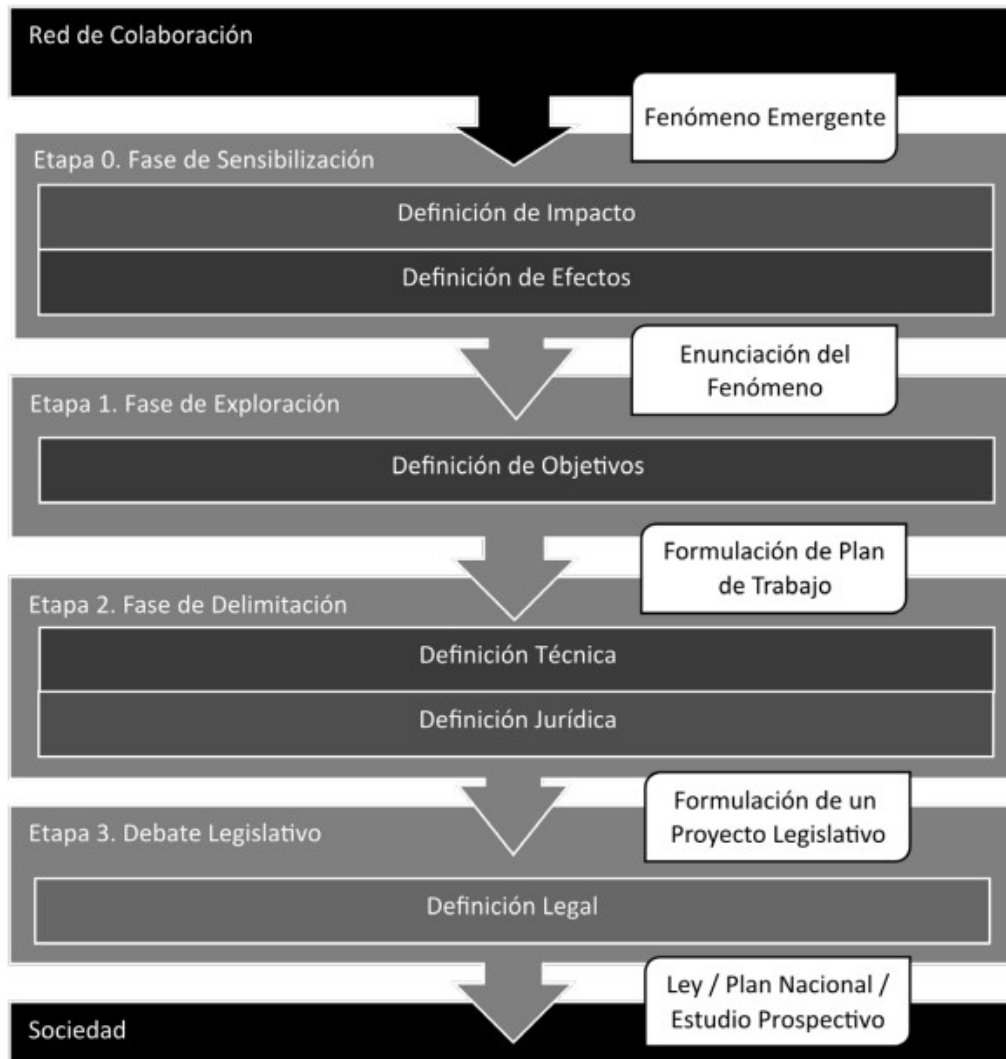 Red de Colaboración
Fenómeno Emergente
Etapa 0. Fase de Sensibilización
Definición de Impacto
Definición de Efectos
Enunciación del
Fenómeno
Etapa 1. Fase de Exploración
Definición de Objetivos
Formulación de Plan
de Trabajo
Etapa 2. Fase de Delimitación
Definición Técnica
Definición Jurídica
Formulación de un
Proyecto Legislativo
Etapa 3. Debate Legislativo
Definición Legal
Ley / Plan Nacional /
Estudio Prospectivo
Sociedad